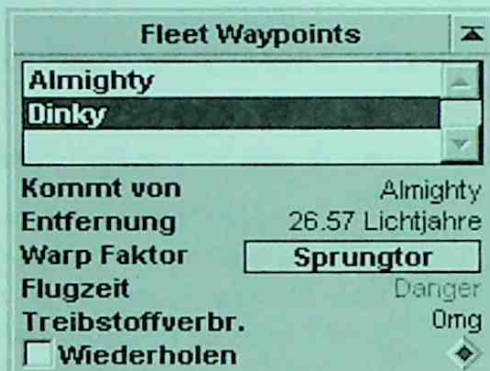 Fleet Waypoints
Almighty
Dinky
Kommt von Almighty
Entfernung 26.57 Lichtjahre
Warp Faktor Sprungtor
Flugzeit Danger
Treibstoffverbr. 0mg
Wiederholen